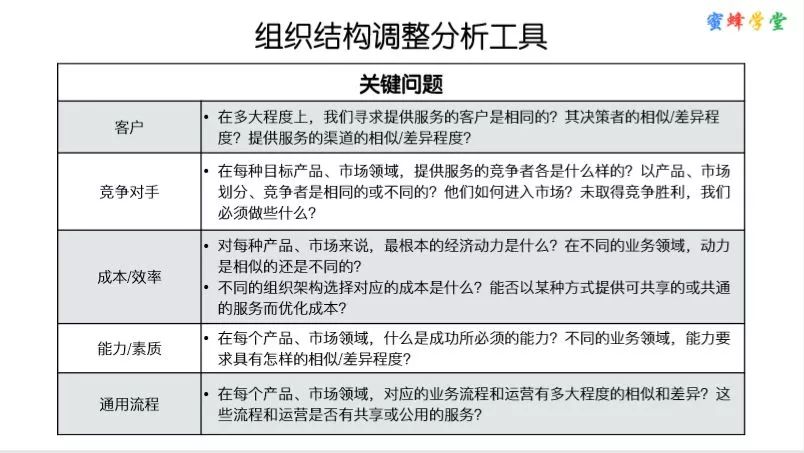 蜜蜂学堂
组织结构调整分析工具
关键问题
客户
• 在多大程度上，我们寻求提供服务的客户是相同的？其决策者的相似/差异程
度？提供服务的渠道的相似/差异程度？
竞争对手
• 在每种目标产品、市场领域，提供服务的竞争者各是什么样的？以产品、市场
划分、竞争者是相同的或不同的？他们如何进入市场？未取得竞争胜利，我们
必须做些什么？
成本/效率
• 对每种产品、市场来说，最根本的经济动力是什么？在不同的业务领域，动力
是相似的还是不同的？
• 不同的组织架构选择对应的成本是什么？能否以某种方式提供可共享的或共通
的服务而优化成本？
能力/素质
• 在每个产品、市场领域，什么是成功所必须的能力？不同的业务领域，能力要
求具有怎样的相似/差异程度？
通用流程
• 在每个产品、市场领域，对应的业务流程和运营有多大程度的相似和差异？这
些流程和运营是否有共享或公用的服务？